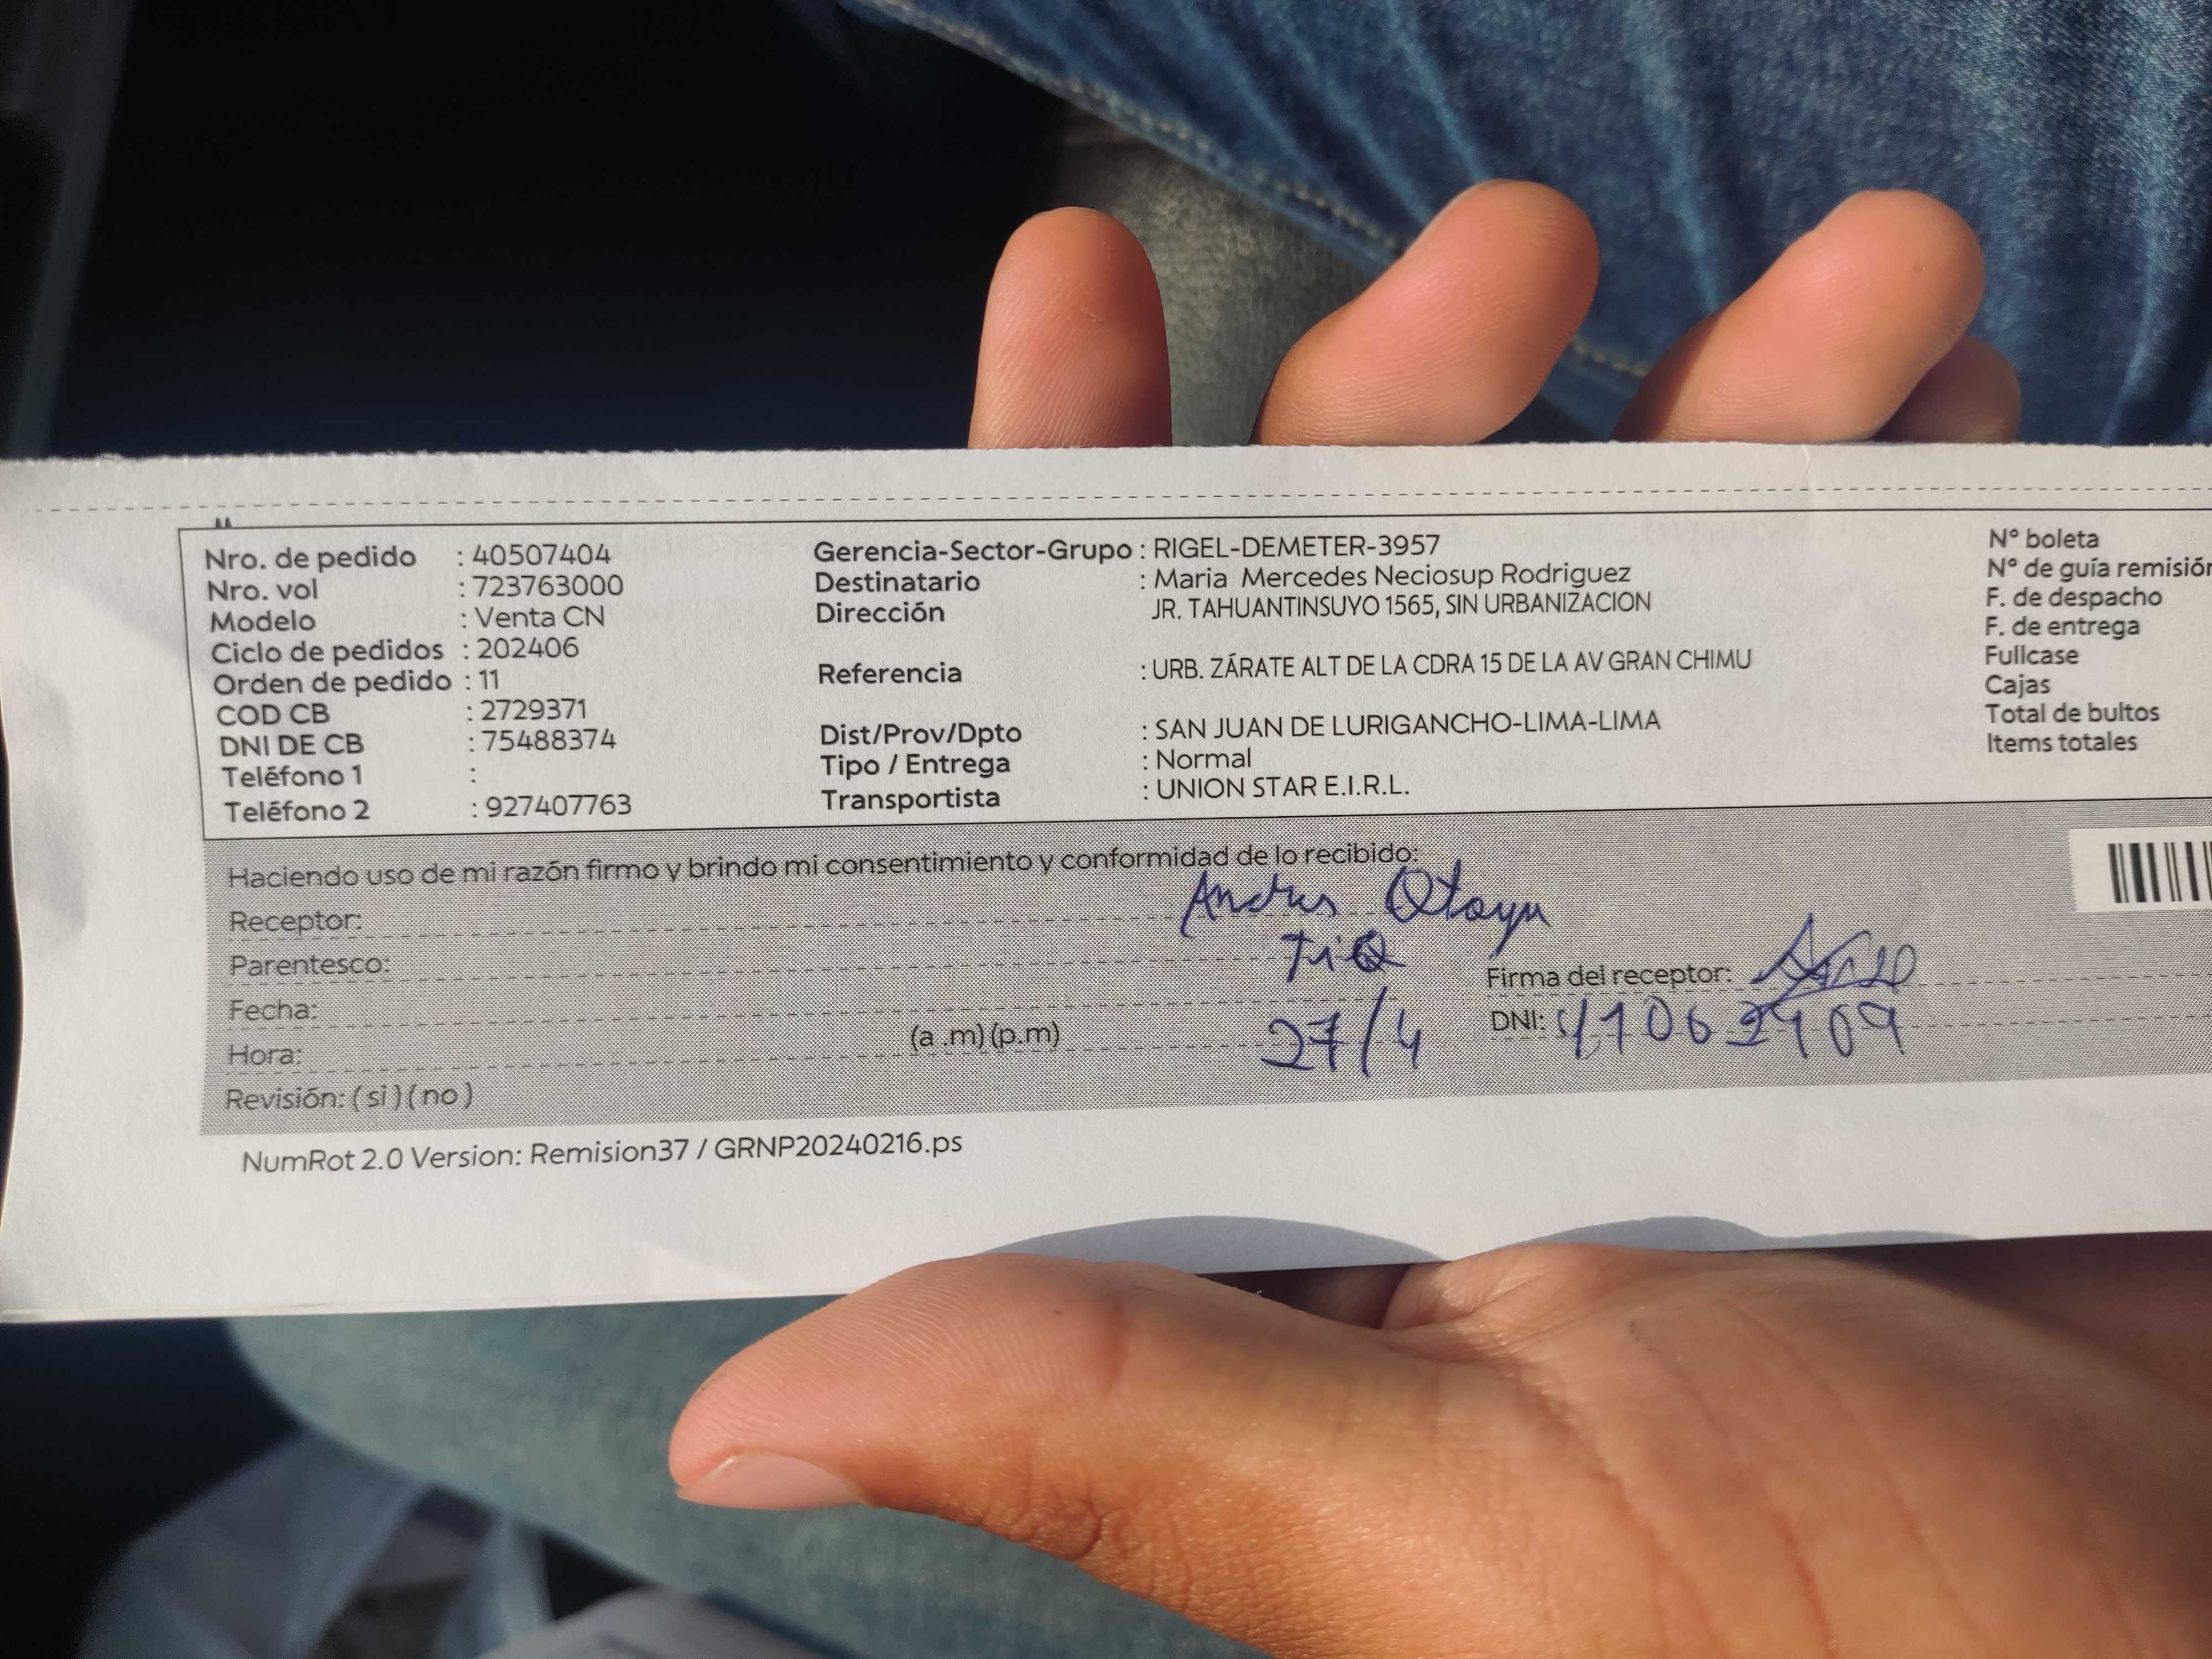 Nro. de pedido : 40507404
Nro. vol : 723763000
Modelo : Venta CN
Ciclo de pedidos : 202406
Orden de pedido : 11
COD CB : 2729371
DNI DE CB : 75488374
Teléfono 1 :
Teléfono 2 : 927407763
Gerencia-Sector-Grupo : RIGEL-DEMETER-3957
Destinatario : Maria Mercedes Neciosup Rodriguez
Dirección JR. TAHUANTINSUYO 1565, SIN URBANIZACION
Referencia : URB. ZÁRATE ALT DE LA CDRA 15 DE LA AV GRAN CHIMU
Dist/Prov/Dpto : SAN JUAN DE LURIGANCHO-LIMA-LIMA
Tipo / Entrega : Normal
Transportista : UNION STAR E.I.R.L.
N° boleta
N° de guía remisión
F. de despacho
F. de entrega
Fullcase
Cajas
Total de bultos
Items totales
Haciendo uso de mi razón firmo y brindo mi consentimiento y conformidad de lo recibido:
Receptor:
Parentesco:
Fecha: 27/4
Hora: (a .m) (p.m)
Revisión: ( si ) ( no )
Firma del receptor:
DNI:
NumRot 2.0 Version: Remision37 / GRNP20240216.ps